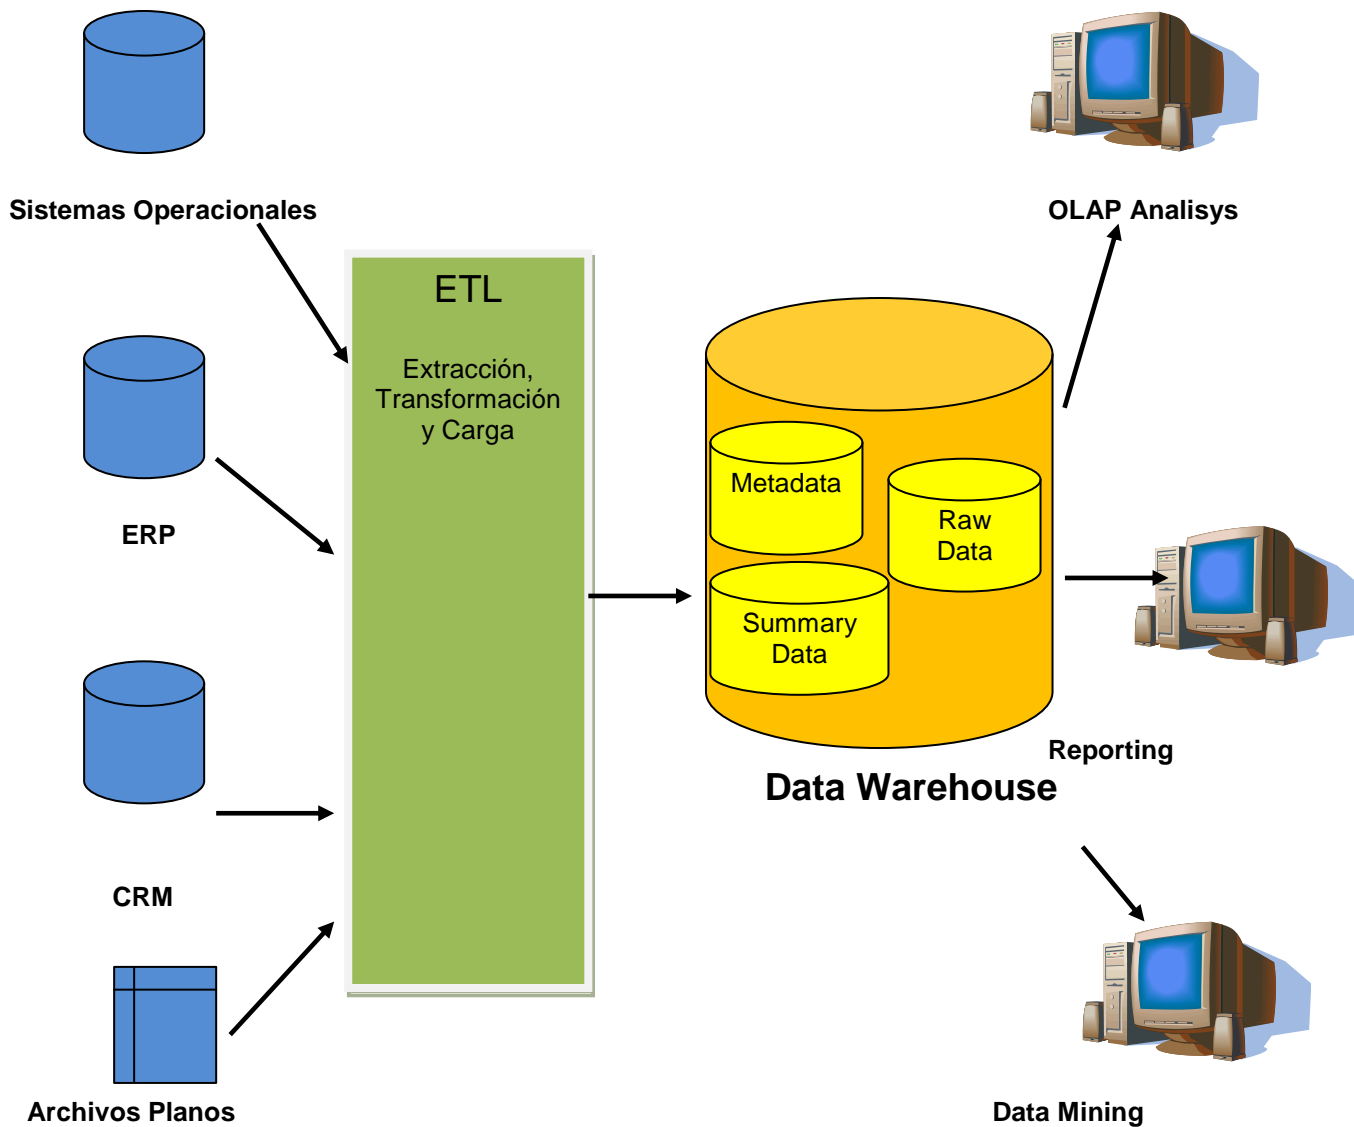 Sistemas Operacionales
OLAP Analisys
ETL
Extracción,
Transformación
y Carga
Metadata
Raw
Data
ERP
Summary
Data
Reporting
Data Warehouse
CRM
Archivos Planos
Data Mining